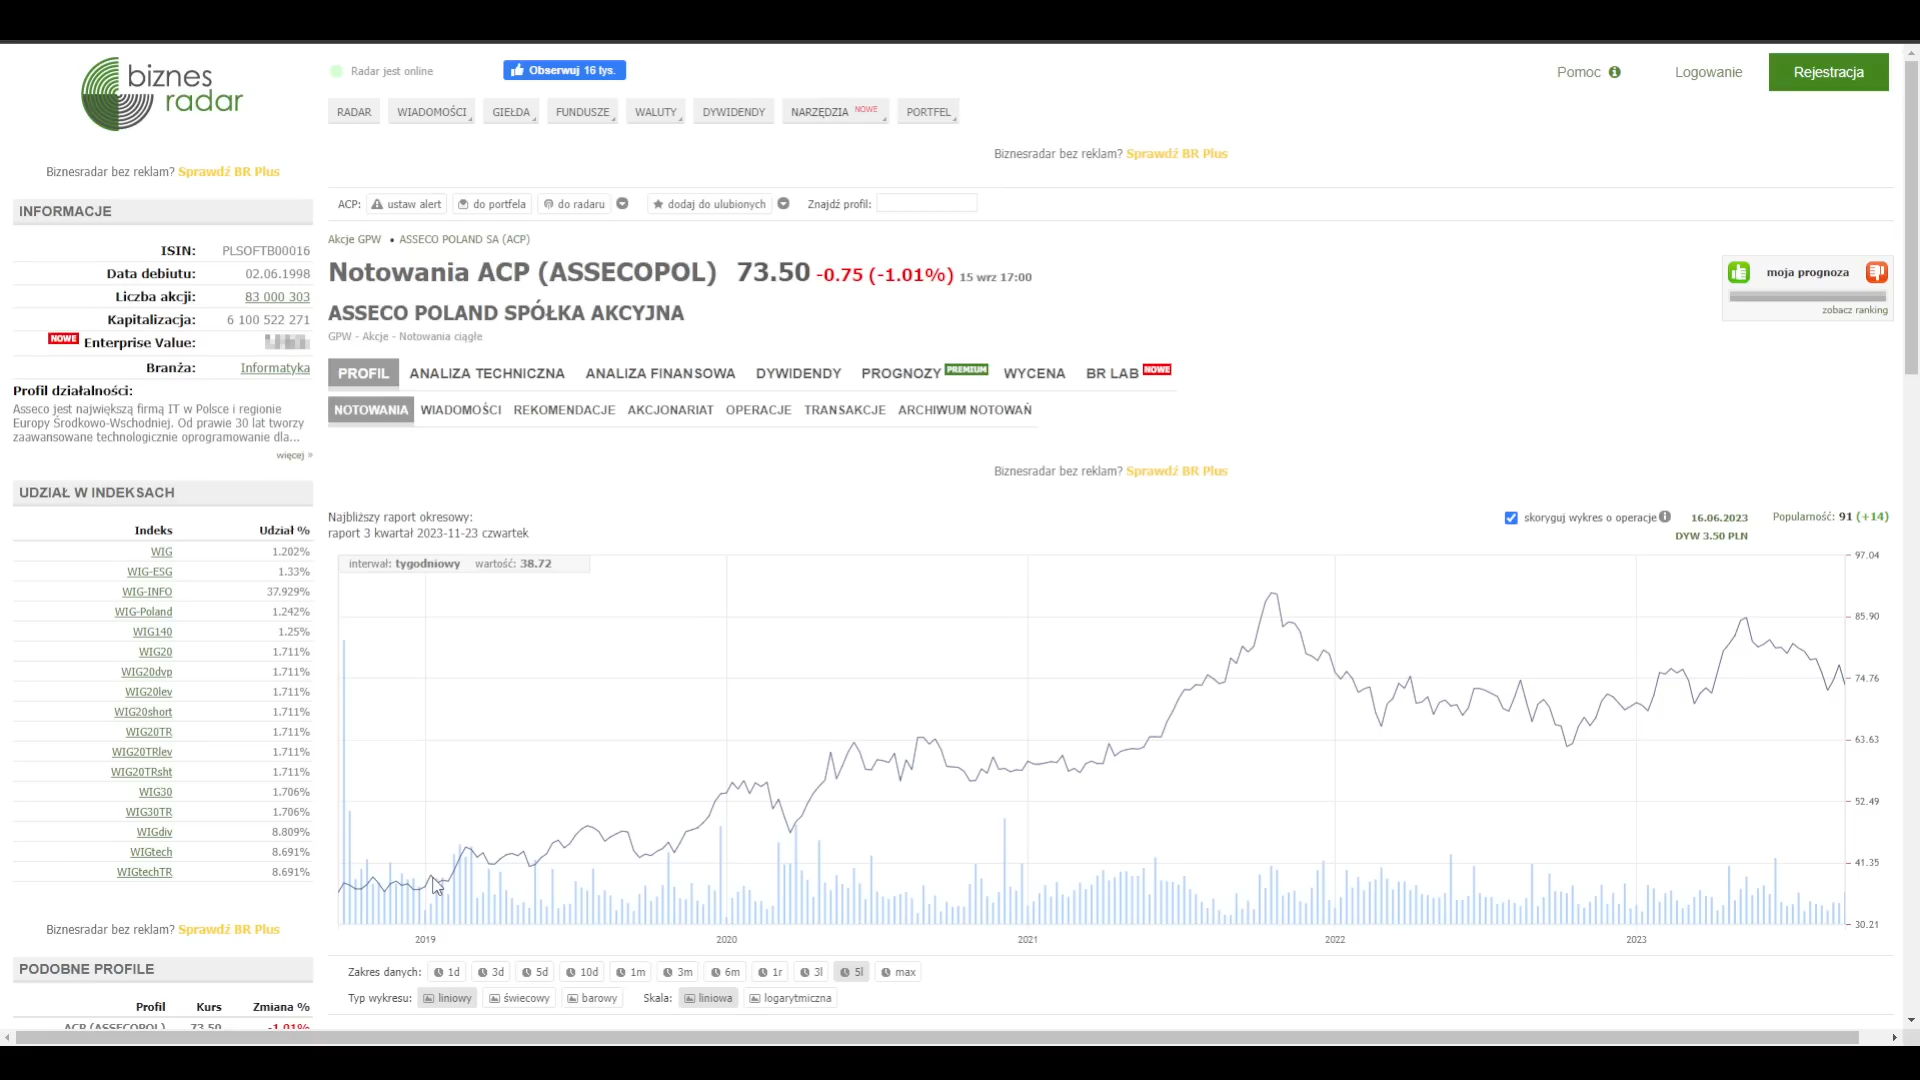 biznes
radar
Radar jest online
Obserwuj 16 tys.
Pomoc
Logowanie
Rejestracja
RADAR WIADOMOŚCI GIEŁDA FUNDUSZE WALUTY DYWIDENDY NARZĘDZIA NOWE PORTFEL
Biznesradar bez reklam? Sprawdź BR Plus
Biznesradar bez reklam? Sprawdź BR Plus
INFORMACJE
ISIN: PLSOFTB00016
Data debiutu: 02.06.1998
Liczba akcji: 83 000 303
Kapitalizacja: 6 100 522 271
NOWE Enterprise Value:
Branża: Informatyka
Profil działalności:
Asseco jest największą firmą IT w Polsce i regionie
Europy Środkowo-Wschodniej. Od prawie 30 lat tworzy
zaawansowane technologicznie oprogramowanie dla...
więcej »
UDZIAŁ W INDEKSACH
Indeks Udział %
WIG 1.202%
WIG-ESG 1.33%
WIG-INFO 37.929%
WIG-Poland 1.242%
WIG140 1.25%
WIG20 1.711%
WIG20dvp 1.711%
WIG20lev 1.711%
WIG20short 1.711%
WIG20TR 1.711%
WIG20TRlev 1.711%
WIG20TRsht 1.711%
WIG30 1.706%
WIG30TR 1.706%
WIGdiv 8.809%
WIGtech 8.691%
WIGtechTR 8.691%
Biznesradar bez reklam? Sprawdź BR Plus
PODOBNE PROFILE
Profil Kurs Zmiana %
ACP (ASSECOPOL) 73.50 -1.01%
ACP: ustaw alert do portfela do radaru dodaj do ulubionych Znajdź profil:
Akcje GPW • ASSECO POLAND SA (ACP)
Notowania ACP (ASSECOPOL) 73.50 -0.75 (-1.01%) 15 wrz 17:00
moja prognoza
zobacz ranking
ASSECO POLAND SPÓŁKA AKCYJNA
GPW - Akcje - Notowania ciągłe
PROFIL ANALIZA TECHNICZNA ANALIZA FINANSOWA DYWIDENDY PROGNOZY PREMIUM WYCENA BR LAB NOWE
NOTOWANIA WIADOMOŚCI REKOMENDACJE AKCJONARIAT OPERACJE TRANSAKCJE ARCHIWUM NOTOWAŃ
Biznesradar bez reklam? Sprawdź BR Plus
Najbliższy raport okresowy:
raport 3 kwartał 2023-11-23 czwartek
skoryguj wykres o operacje 16.06.2023 Popularność: 91 (+14)
DYW 3.50 PLN
interwał: tygodniowy wartość: 38.72
97.04
85.90
74.76
63.63
52.49
41.35
30.21
2019 2020 2021 2022 2023
Zakres danych: 1d 3d 5d 10d 1m 3m 6m 1r 3l 5l max
Typ wykresu: liniowy świecowy barowy Skala: liniowa logarytmiczna